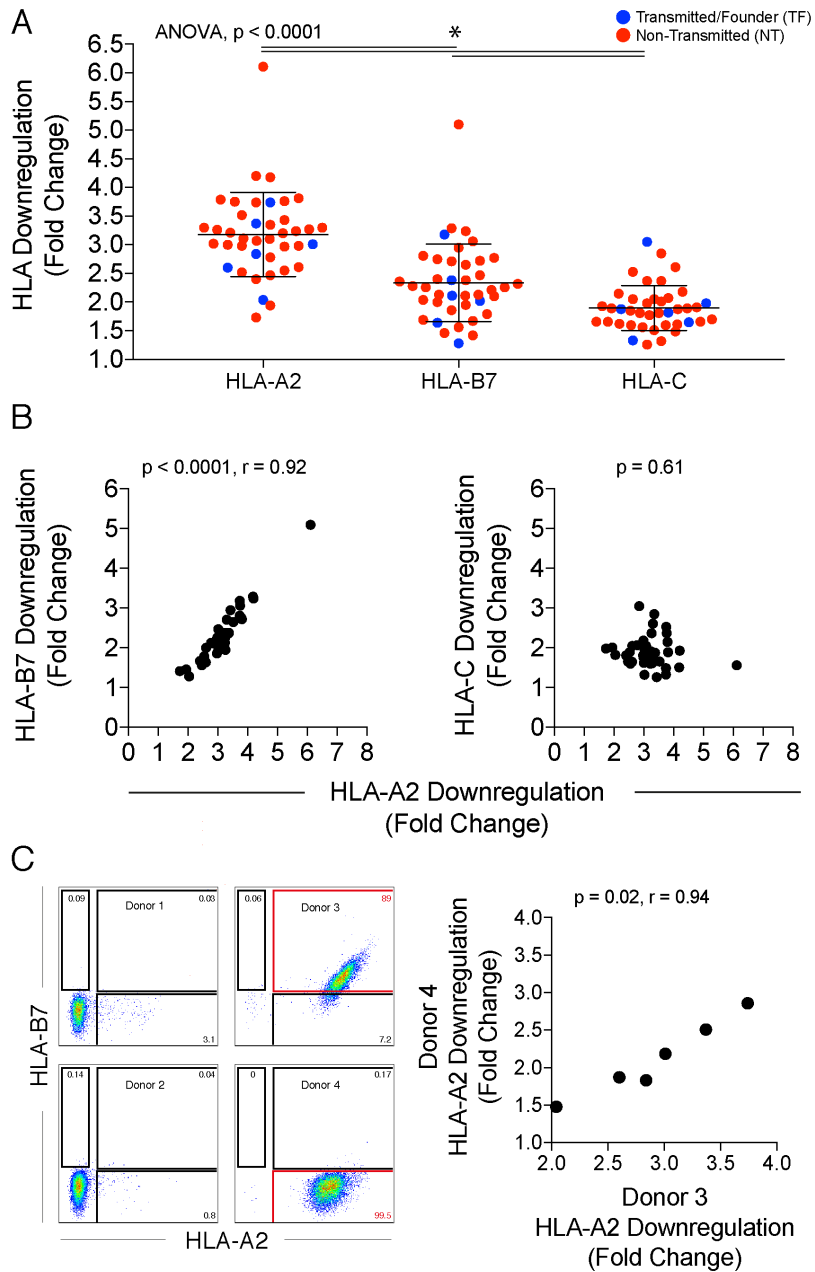 A
ANOVA, p < 0.0001
*
Transmitted/Founder (TF)
Non-Transmitted (NT)
HLA Downregulation
(Fold Change)
6.5
6.0
5.5
5.0
4.5
4.0
3.5
3.0
2.5
2.0
1.5
1.0
HLA-A2 HLA-B7 HLA-C
B
p < 0.0001, r = 0.92
HLA-B7 Downregulation
(Fold Change)
6
5
4
3
2
1
0
0 1 2 3 4 5 6 7 8
p = 0.61
HLA-C Downregulation
(Fold Change)
6
5
4
3
2
1
0
0 1 2 3 4 5 6 7 8
HLA-A2 Downregulation
(Fold Change)
C
HLA-B7
0.09 Donor 1 0.03
3.1
0.06 Donor 3 89
7.2
0.14 Donor 2 0.04
0.8
0 Donor 4 0.17
99.5
HLA-A2
p = 0.02, r = 0.94
Donor 4
HLA-A2 Downregulation
(Fold Change)
4.0
3.5
3.0
2.5
2.0
1.5
1.0
2.0 2.5 3.0 3.5 4.0
Donor 3
HLA-A2 Downregulation
(Fold Change)